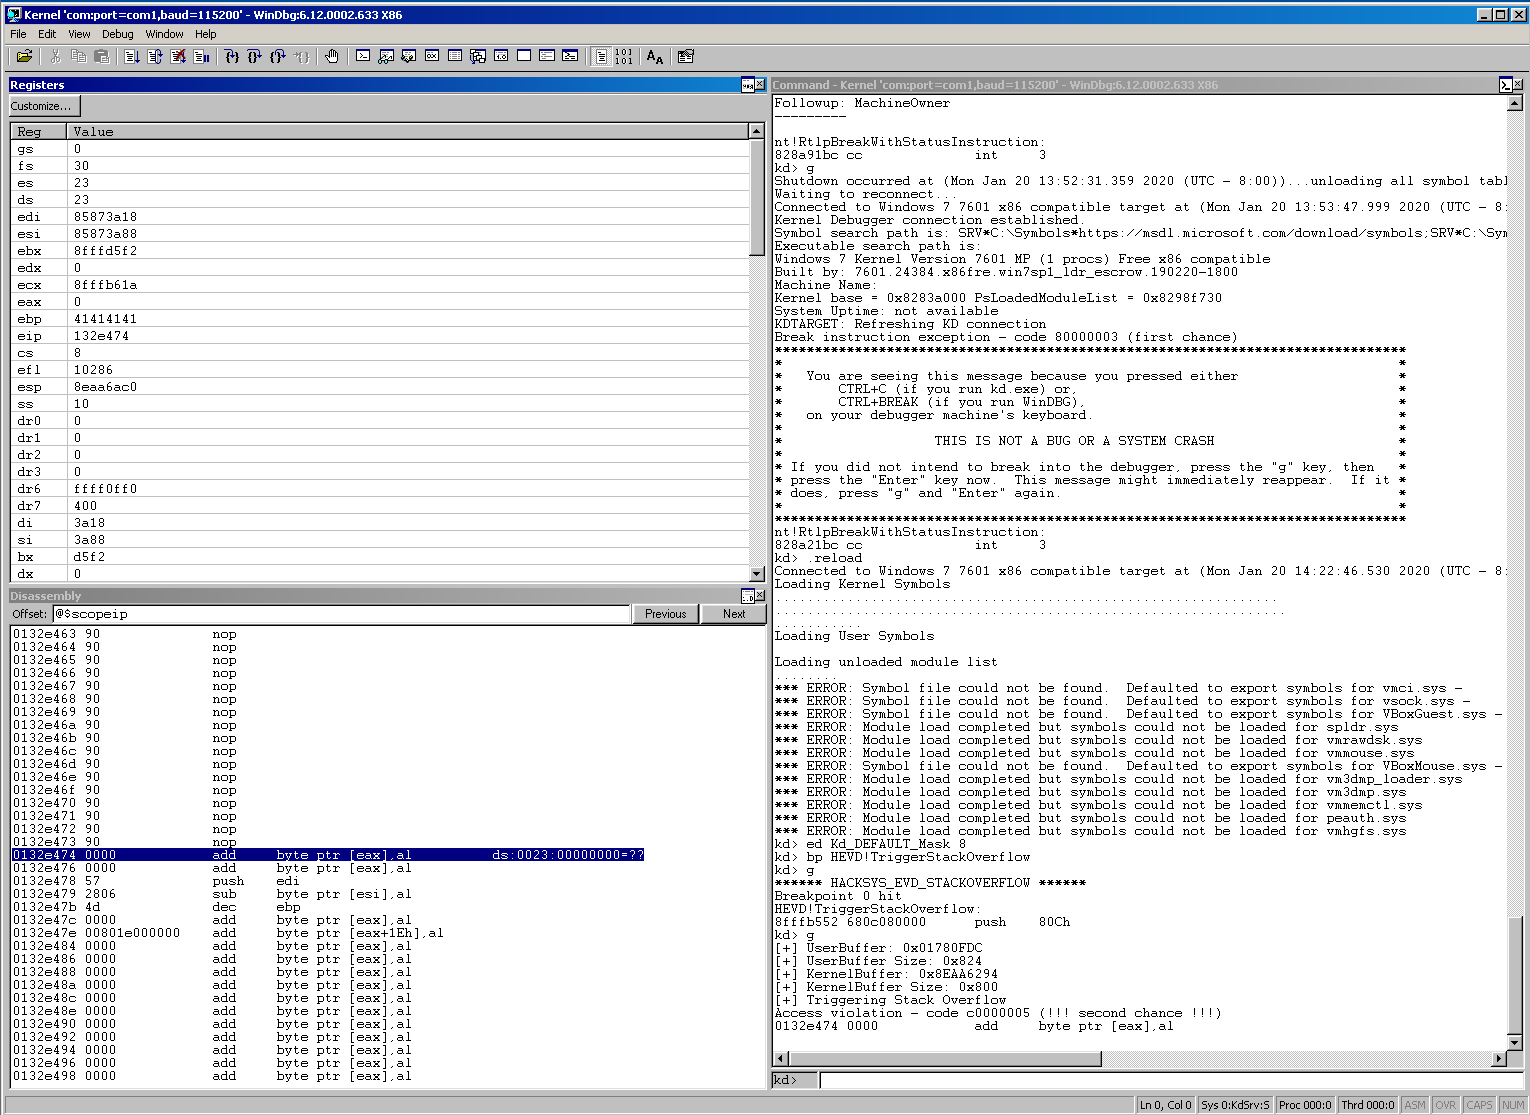 Kernel 'com:port=com1,baud=115200' - WinDbg:6.12.0002.633 X86
File Edit View Debug Window Help
Registers
Customize...
Reg Value
gs 0
fs 30
es 23
ds 23
edi 85873a18
esi 85873a88
ebx 8fffd5f2
edx 0
ecx 8fffb61a
eax 0
ebp 41414141
eip 132e474
cs 8
efl 10286
esp 8eaa6ac0
ss 10
dr0 0
dr1 0
dr2 0
dr3 0
dr6 ffff0ff0
dr7 400
di 3a18
si 3a88
bx d5f2
dx 0
Disassembly
Offset: @$scopeip Previous Next
0132e463 90 nop
0132e464 90 nop
0132e465 90 nop
0132e466 90 nop
0132e467 90 nop
0132e468 90 nop
0132e469 90 nop
0132e46a 90 nop
0132e46b 90 nop
0132e46c 90 nop
0132e46d 90 nop
0132e46e 90 nop
0132e46f 90 nop
0132e470 90 nop
0132e471 90 nop
0132e472 90 nop
0132e473 90 nop
0132e474 0000 add byte ptr [eax],al ds:0023:00000000=??
0132e476 0000 add byte ptr [eax],al
0132e478 57 push edi
0132e479 2806 sub byte ptr [esi],al
0132e47b 4d dec ebp
0132e47c 0000 add byte ptr [eax],al
0132e47e 00801e000000 add byte ptr [eax+1Eh],al
0132e484 0000 add byte ptr [eax],al
0132e486 0000 add byte ptr [eax],al
0132e488 0000 add byte ptr [eax],al
0132e48a 0000 add byte ptr [eax],al
0132e48c 0000 add byte ptr [eax],al
0132e48e 0000 add byte ptr [eax],al
0132e490 0000 add byte ptr [eax],al
0132e492 0000 add byte ptr [eax],al
0132e494 0000 add byte ptr [eax],al
0132e496 0000 add byte ptr [eax],al
0132e498 0000 add byte ptr [eax],al
Command - Kernel 'com:port=com1,baud=115200' - WinDbg:6.12.0002.633 X86
Followup: MachineOwner
---------
nt!RtlpBreakWithStatusInstruction:
828a91bc cc int 3
kd> g
Shutdown occurred at (Mon Jan 20 13:52:31.359 2020 (UTC - 8:00))...unloading all symbol tabl
Waiting to reconnect...
Connected to Windows 7 7601 x86 compatible target at (Mon Jan 20 13:53:47.999 2020 (UTC - 8:
Kernel Debugger connection established.
Symbol search path is: SRV*C:\Symbols*https://msdl.microsoft.com/download/symbols;SRV*C:\Sym
Executable search path is:
Windows 7 Kernel Version 7601 MP (1 procs) Free x86 compatible
Built by: 7601.24384.x86fre.win7sp1_ldr_escrow.190220-1800
Machine Name:
Kernel base = 0x8283a000 PsLoadedModuleList = 0x8298f730
System Uptime: not available
KDTARGET: Refreshing KD connection
Break instruction exception - code 80000003 (first chance)
*******************************************************************************
* *
* You are seeing this message because you pressed either *
* CTRL+C (if you run kd.exe) or, *
* CTRL+BREAK (if you run WinDBG), *
* on your debugger machine's keyboard. *
* *
* THIS IS NOT A BUG OR A SYSTEM CRASH *
* *
* If you did not intend to break into the debugger, press the "g" key, then *
* press the "Enter" key now. This message might immediately reappear. If it *
* does, press "g" and "Enter" again. *
* *
*******************************************************************************
nt!RtlpBreakWithStatusInstruction:
828a21bc cc int 3
kd> .reload
Connected to Windows 7 7601 x86 compatible target at (Mon Jan 20 14:22:46.530 2020 (UTC - 8:
Loading Kernel Symbols
...............................................................
................................................................
...........
Loading User Symbols
Loading unloaded module list
........
*** ERROR: Symbol file could not be found. Defaulted to export symbols for vmci.sys -
*** ERROR: Symbol file could not be found. Defaulted to export symbols for vsock.sys -
*** ERROR: Symbol file could not be found. Defaulted to export symbols for VBoxGuest.sys -
*** ERROR: Module load completed but symbols could not be loaded for spldr.sys
*** ERROR: Module load completed but symbols could not be loaded for vmrawdsk.sys
*** ERROR: Module load completed but symbols could not be loaded for vmmouse.sys
*** ERROR: Symbol file could not be found. Defaulted to export symbols for VBoxMouse.sys -
*** ERROR: Module load completed but symbols could not be loaded for vm3dmp_loader.sys
*** ERROR: Module load completed but symbols could not be loaded for vm3dmp.sys
*** ERROR: Module load completed but symbols could not be loaded for vmmemctl.sys
*** ERROR: Module load completed but symbols could not be loaded for peauth.sys
*** ERROR: Module load completed but symbols could not be loaded for vmhgfs.sys
kd> ed Kd_DEFAULT_Mask 8
kd> bp HEVD!TriggerStackOverflow
kd> g
****** HACKSYS_EVD_STACKOVERFLOW ******
Breakpoint 0 hit
HEVD!TriggerStackOverflow:
8fffb552 680c080000 push 80Ch
kd> g
[+] UserBuffer: 0x01780FDC
[+] UserBuffer Size: 0x824
[+] KernelBuffer: 0x8EAA6294
[+] KernelBuffer Size: 0x800
[+] Triggering Stack Overflow
Access violation - code c0000005 (!!! second chance !!!)
0132e474 0000 add byte ptr [eax],al
kd>
Ln 0, Col 0 Sys 0:KdSrv:S Proc 000:0 Thrd 000:0 ASM OVR CAPS NUM